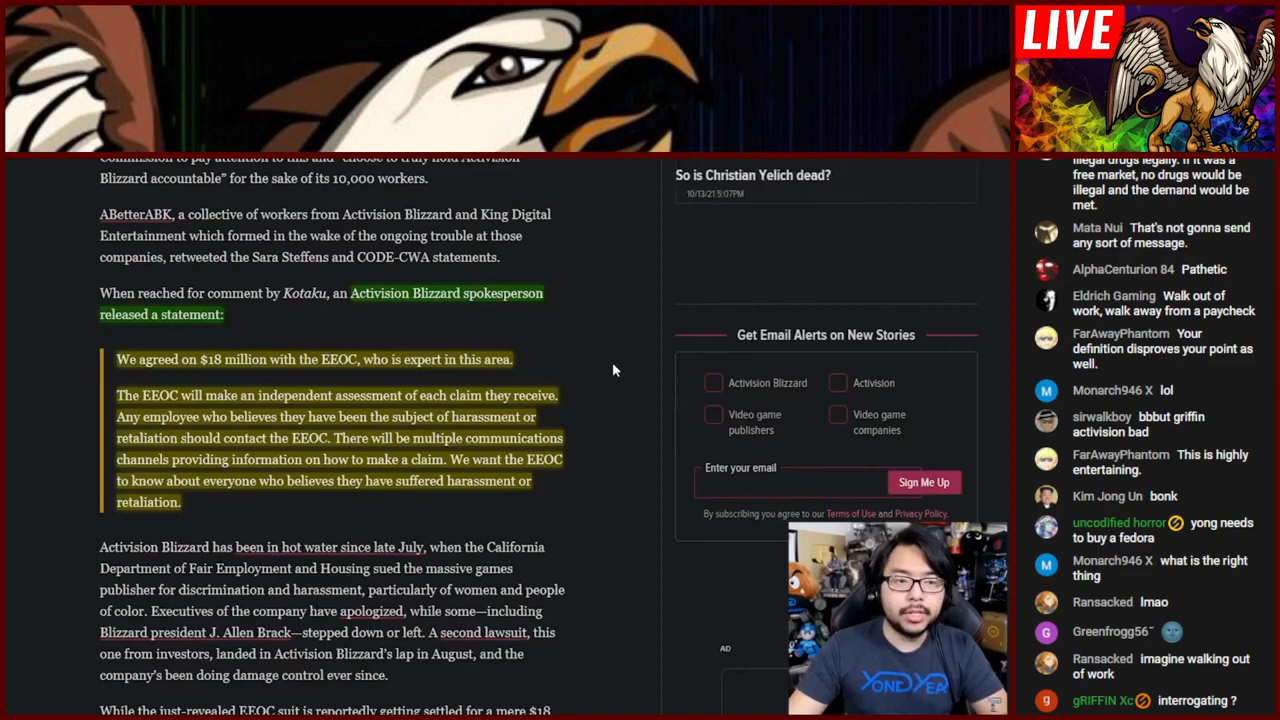 LIVE
Commission to pay attention to this and "choose to truly hold Activision
Blizzard accountable" for the sake of its 10,000 workers.
ABetterABK, a collective of workers from Activision Blizzard and King Digital
Entertainment which formed in the wake of the ongoing trouble at those
companies, retweeted the Sara Steffens and CODE-CWA statements.
When reached for comment by Kotaku, an Activision Blizzard spokesperson
released a statement:
We agreed on $18 million with the EEOC, who is expert in this area.
The EEOC will make an independent assessment of each claim they receive.
Any employee who believes they have been the subject of harassment or
retaliation should contact the EEOC. There will be multiple communications
channels providing information on how to make a claim. We want the EEOC
to know about everyone who believes they have suffered harassment or
retaliation.
Activision Blizzard has been in hot water since late July, when the California
Department of Fair Employment and Housing sued the massive games
publisher for discrimination and harassment, particularly of women and people
of color. Executives of the company have apologized, while some—including
Blizzard president J. Allen Brack—stepped down or left. A second lawsuit, this
one from investors, landed in Activision Blizzard's lap in August, and the
company's been doing damage control ever since.
While the just-revealed EEOC suit is reportedly getting settled for a mere $18
So is Christian Yelich dead?
10/13/21 5:07PM
Get Email Alerts on New Stories
Activision Blizzard
Activision
Video game
publishers
Video game
companies
Enter your email
Sign Me Up
By subscribing you agree to our Terms of Use and Privacy Policy.
AD
YONG YEA
illegal drugs legally. If it was a
free market, no drugs would be
illegal and the demand would be
met.
Mata Nui That's not gonna send
any sort of message.
AlphaCenturion 84 Pathetic
Eldrich Gaming Walk out of
work, walk away from a paycheck
FarAwayPhantom Your
definition disproves your point as
well.
Monarch946 X lol
sirwalkboy bbbut griffin
activision bad
FarAwayPhantom This is highly
entertaining.
Kim Jong Un bonk
uncodified horror yong needs
to buy a fedora
Monarch946 X what is the right
thing
Ransacked lmao
Greenfrogg56~
Ransacked imagine walking out
of work
gRIFFIN Xc interrogating ?